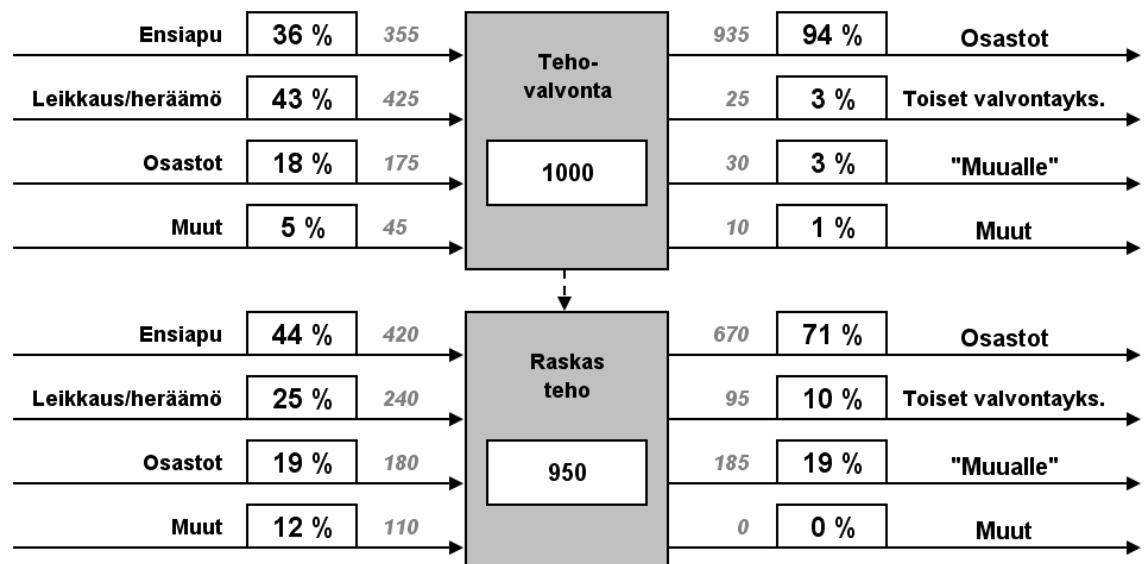 Ensiapu 36 % 355
Leikkaus/heräämö 43 % 425
Osastot 18 % 175
Muut 5 % 45
Teho-
valvonta
1000
935 94 % Osastot
25 3 % Toiset valvontayks.
30 3 % "Muualle"
10 1 % Muut
Ensiapu 44 % 420
Leikkaus/heräämö 25 % 240
Osastot 19 % 180
Muut 12 % 110
Raskas
teho
950
670 71 % Osastot
95 10 % Toiset valvontayks.
185 19 % "Muualle"
0 0 % Muut